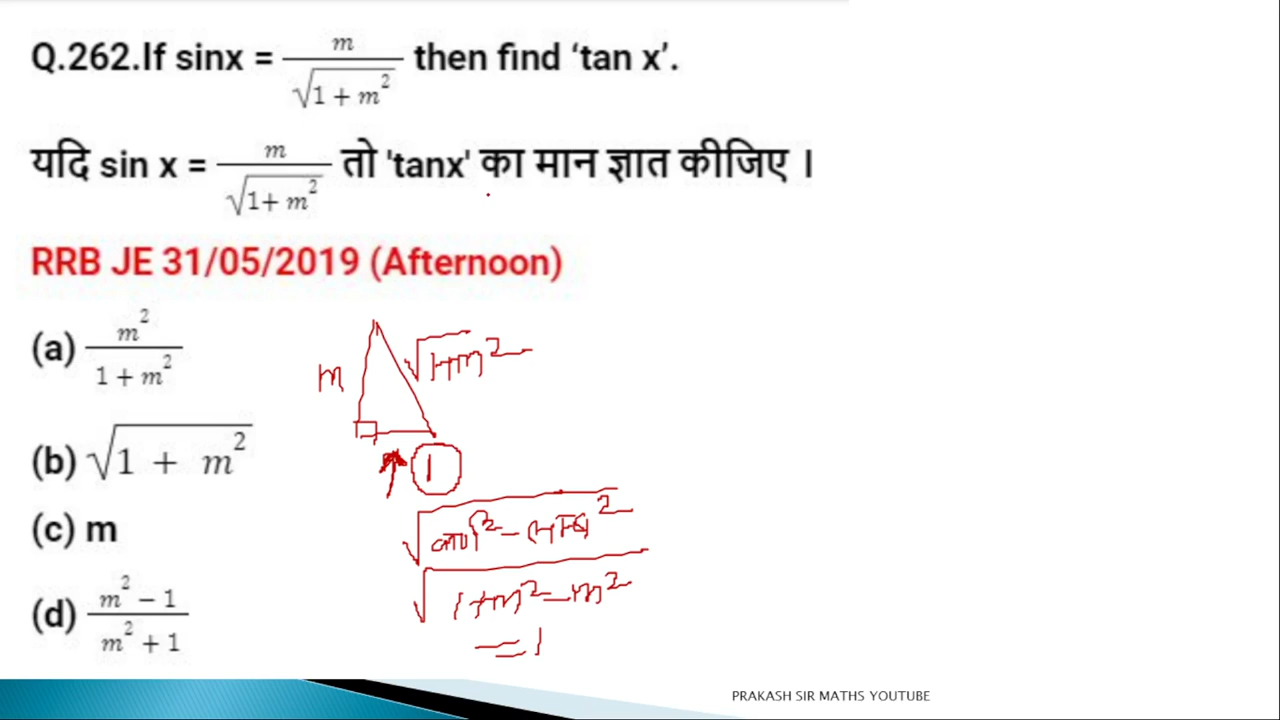 Q.262.If sinx = m/√(1 + m²) then find ‘tan x’.
यदि sin x = m/√(1+ m²) तो 'tanx' का मान ज्ञात कीजिए ।
RRB JE 31/05/2019 (Afternoon)
(a) m²/(1 + m²)
(b) √(1 + m²)
(c) m
(d) (m² − 1)/(m² + 1)
m
√(1+m²)
1
√(1+m²−m²)
=1
PRAKASH SIR MATHS YOUTUBE